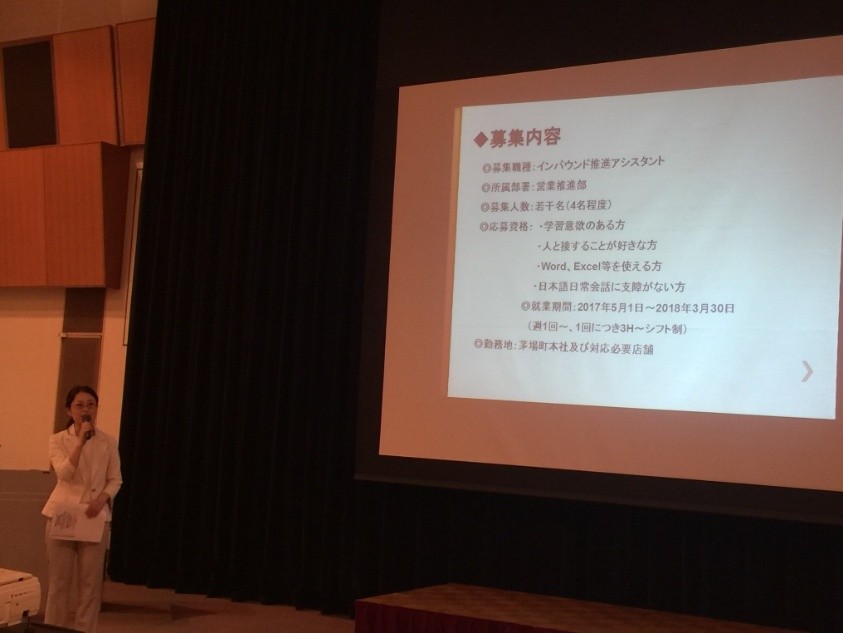 ◆募集内容
◎募集職種：インバウンド推進アシスタント
◎所属部署：営業推進部
◎募集人数：若干名（4名程度）
◎応募資格：・学習意欲のある方
・人と接することが好きな方
・Word、Excel等を使える方
・日本語日常会話に支障がない方
◎就業期間：2017年5月1日～2018年3月30日
（週1回～、1回につき3H～シフト制）
◎勤務地：茅場町本社及び対応必要店舗